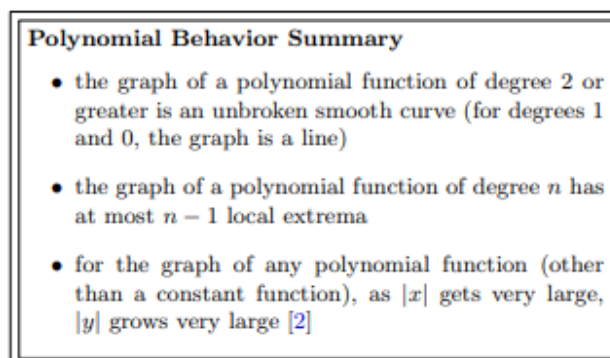 Polynomial Behavior Summary
• the graph of a polynomial function of degree 2 or
greater is an unbroken smooth curve (for degrees 1
and 0, the graph is a line)
• the graph of a polynomial function of degree n has
at most n − 1 local extrema
• for the graph of any polynomial function (other
than a constant function), as |x| gets very large,
|y| grows very large [2]